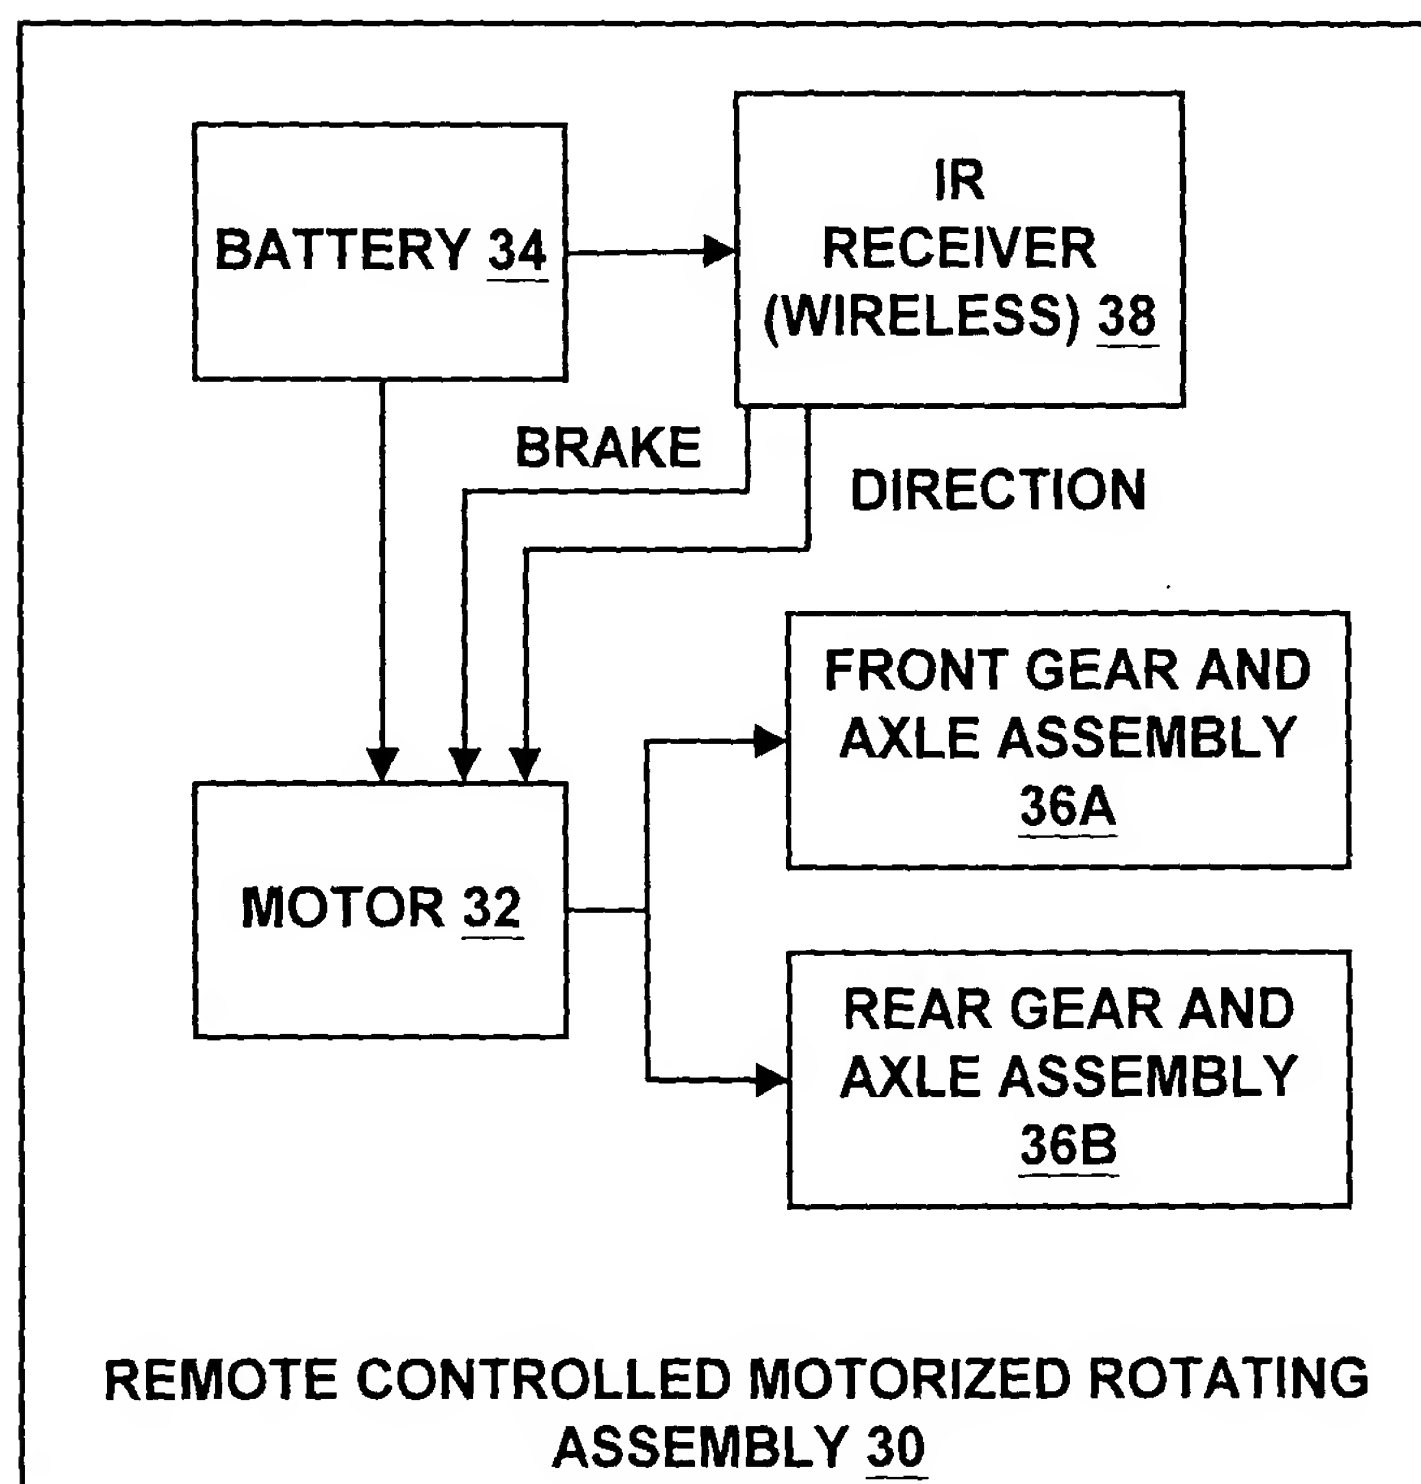 BATTERY 34
IR
RECEIVER
(WIRELESS) 38
BRAKE
DIRECTION
FRONT GEAR AND
AXLE ASSEMBLY
36A
MOTOR 32
REAR GEAR AND
AXLE ASSEMBLY
36B
REMOTE CONTROLLED MOTORIZED ROTATING
ASSEMBLY 30